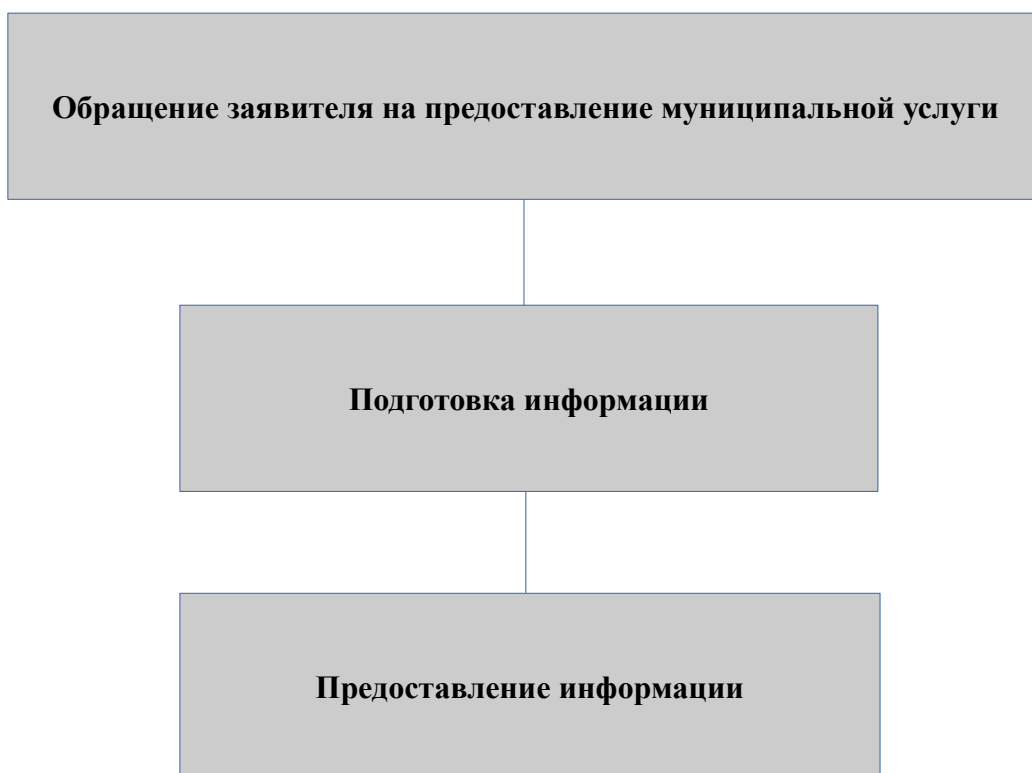 Обращение заявителя на предоставление муниципальной услуги
Подготовка информации
Предоставление информации